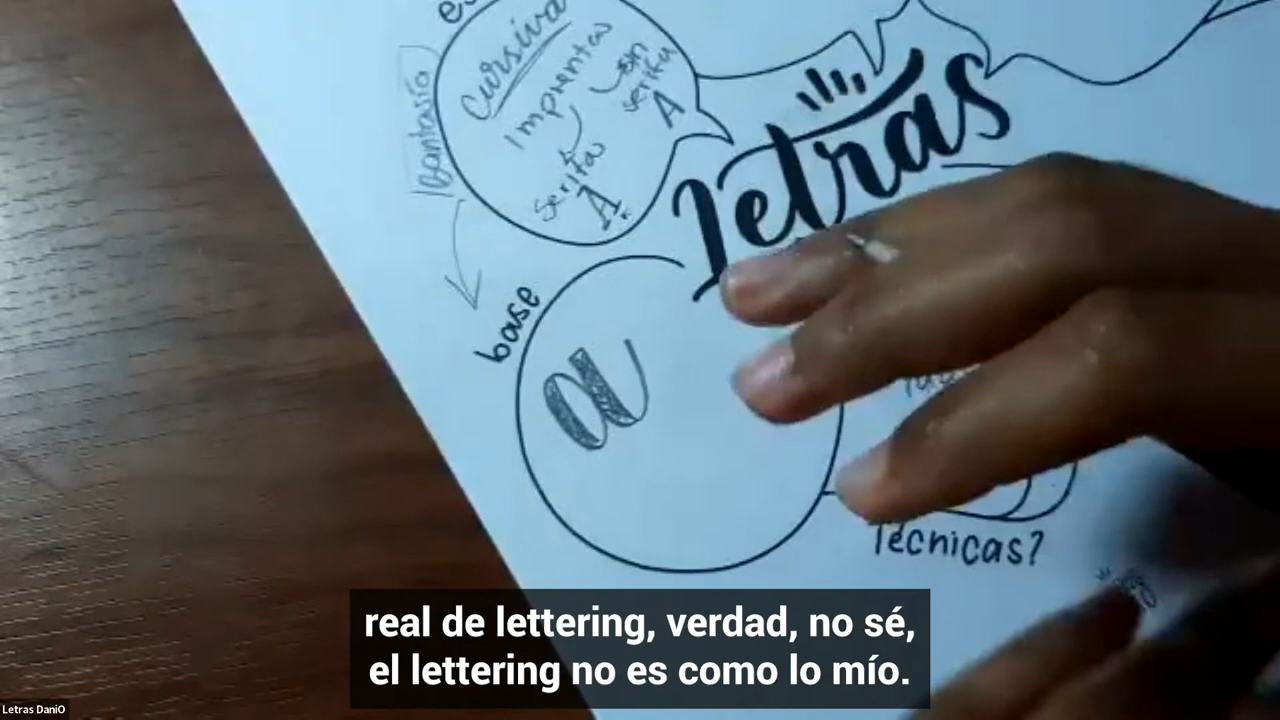 Cursiva
Imprenta
sin
serifa
A
serifa
A
fantasía
Letras
base
a
Técnicas?
real de lettering, verdad, no sé,
el lettering no es como lo mío.
Letras DaniO